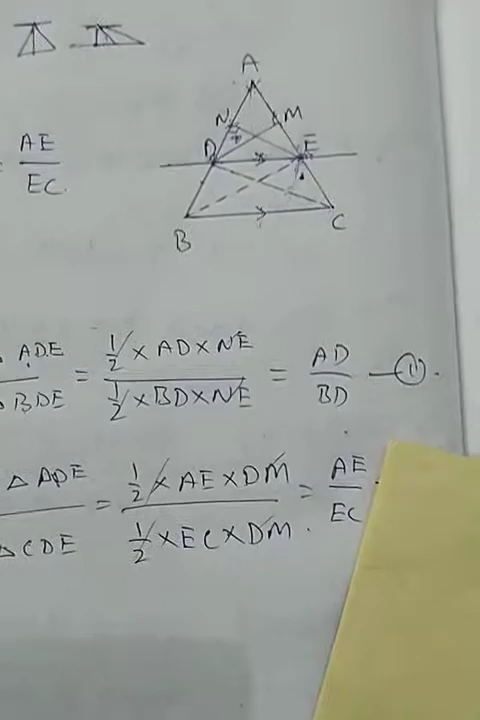 A
N
M
D
E
B
C
= AE / EC
ADE / BDE = ½ × AD × NE / ½ × BD × NE = AD / BD — ①.
△ ADE / △CDE = ½ × AE × DM / ½ × EC × DM . = AE / EC